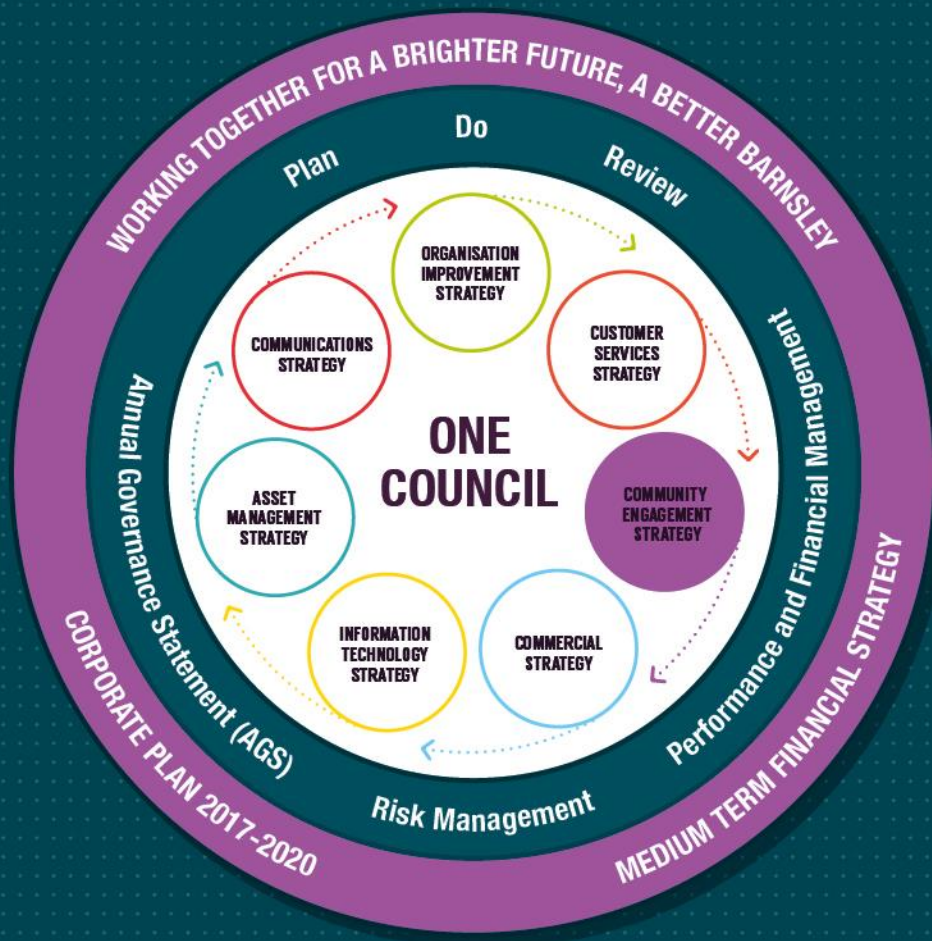 WORKING TOGETHER FOR A BRIGHTER FUTURE, A BETTER BARNSLEY
Plan
Do
Review
ORGANISATION
IMPROVEMENT
STRATEGY
COMMUNICATIONS
STRATEGY
CUSTOMER
SERVICES
STRATEGY
ONE
COUNCIL
ASSET
MANAGEMENT
STRATEGY
COMMUNITY
ENGAGEMENT
STRATEGY
INFORMATION
TECHNOLOGY
STRATEGY
COMMERCIAL
STRATEGY
Annual Governance Statement (AGS)
Performance and Financial Management
Risk Management
CORPORATE PLAN 2017-2020
MEDIUM TERM FINANCIAL STRATEGY